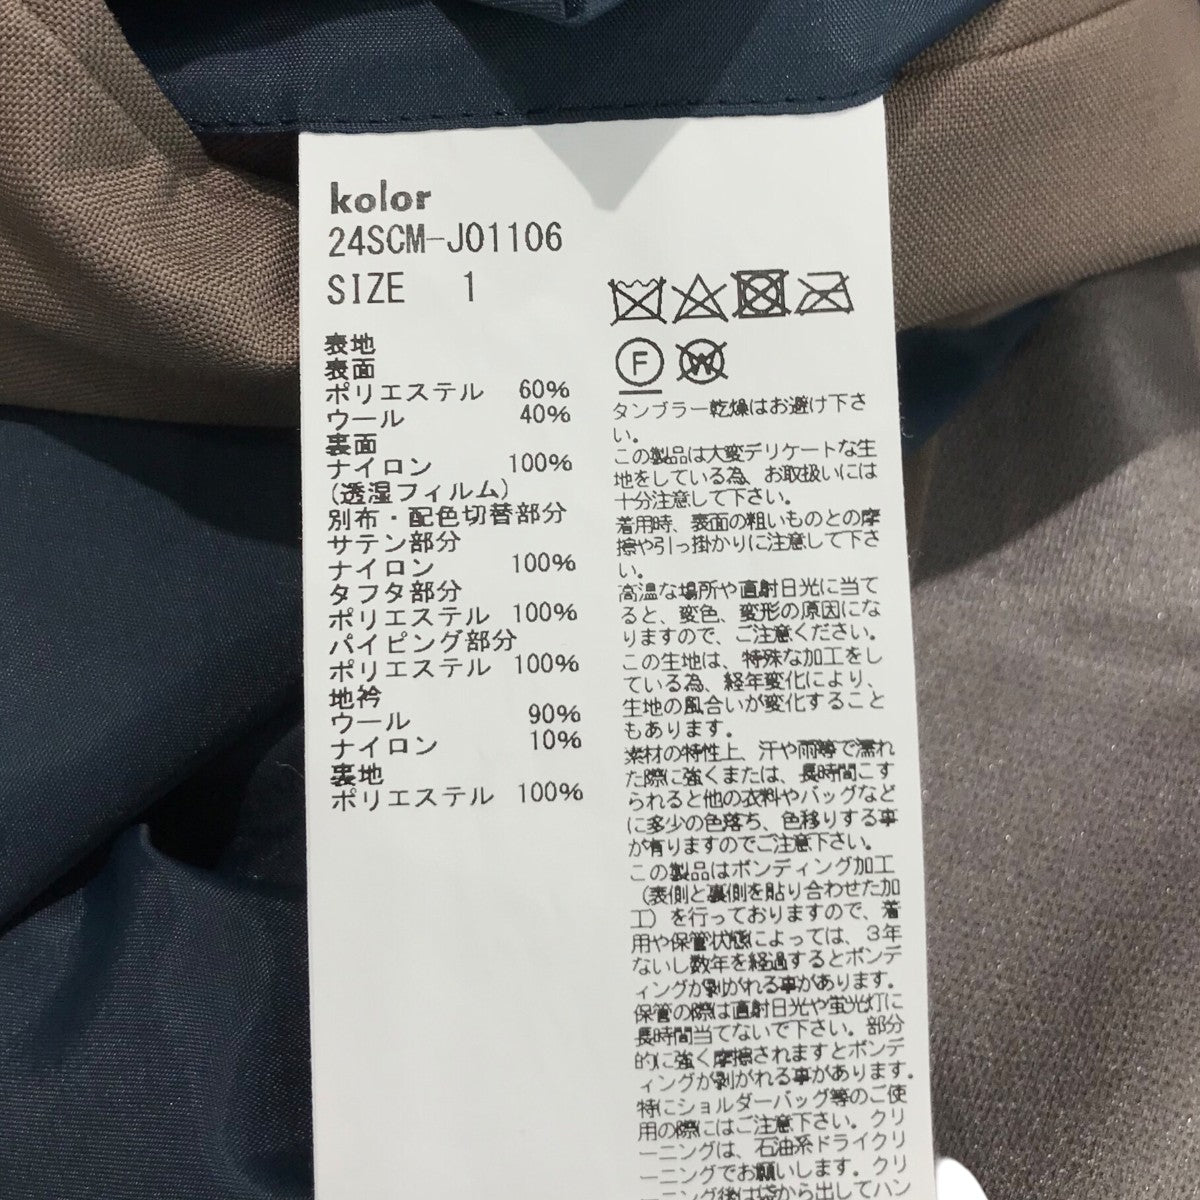 kolor
24SCM-J01106
SIZE 1
表地
表面
ポリエステル 60%
ウール 40%
裏面
ナイロン 100%
(透湿フィルム)
別布・配色切替部分
サテン部分
ナイロン 100%
タフタ部分
ポリエステル 100%
パイピング部分
ポリエステル 100%
地衿
ウール 90%
ナイロン 10%
裏地
ポリエステル 100%
F W
タンブラー乾燥はお避け下さ
い。
この製品は大変デリケートな生
地をしている為、お取扱いには
十分注意して下さい。
着用時、表面の粗いものとの摩
擦や引っ掛かりに注意して下さ
い。
高温な場所や直射日光に当て
ると、変色、変形の原因にな
りますので、ご注意ください。
この生地は、特殊な加工をし
ている為、経年変化により、
生地の風合いが変化すること
もあります。
素材の特性上、汗や雨等で濡れ
た際に強くまたは、長時間こす
られると他の衣料やバッグなど
に多少の色落ち、色移りする事
が有りますのでご注意下さい。
この製品はボンディング加工
(表側と裏側を貼り合わせた加
工)を行っておりますので、着
用や保管状態によっては、3年
ないし数年を経過するとボンデ
ィングが剥がれる事があります。
保管の際は直射日光や蛍光灯に
長時間当てないで下さい。部分
的に強く摩擦されますとボンデ
ィングが剥がれる事があります。
特にショルダーバッグ等のご使
用の際にはご注意下さい。クリ
ーニングは、石油系ドライクリ
ーニングでお願いします。クリ
ーニング後は袋から出してハン